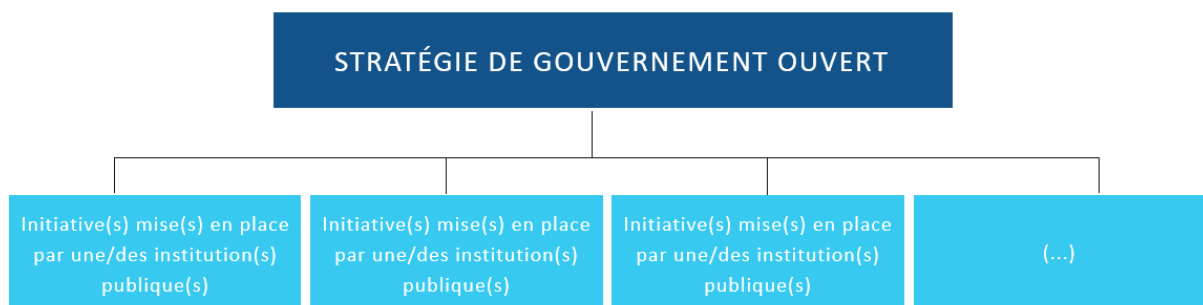 STRATÉGIE DE GOUVERNEMENT OUVERT
Initiative(s) mise(s) en place
par une/des institution(s)
publique(s)
Initiative(s) mise(s) en place
par une/des institution(s)
publique(s)
Initiative(s) mise(s) en place
par une/des institution(s)
publique(s)
(...)